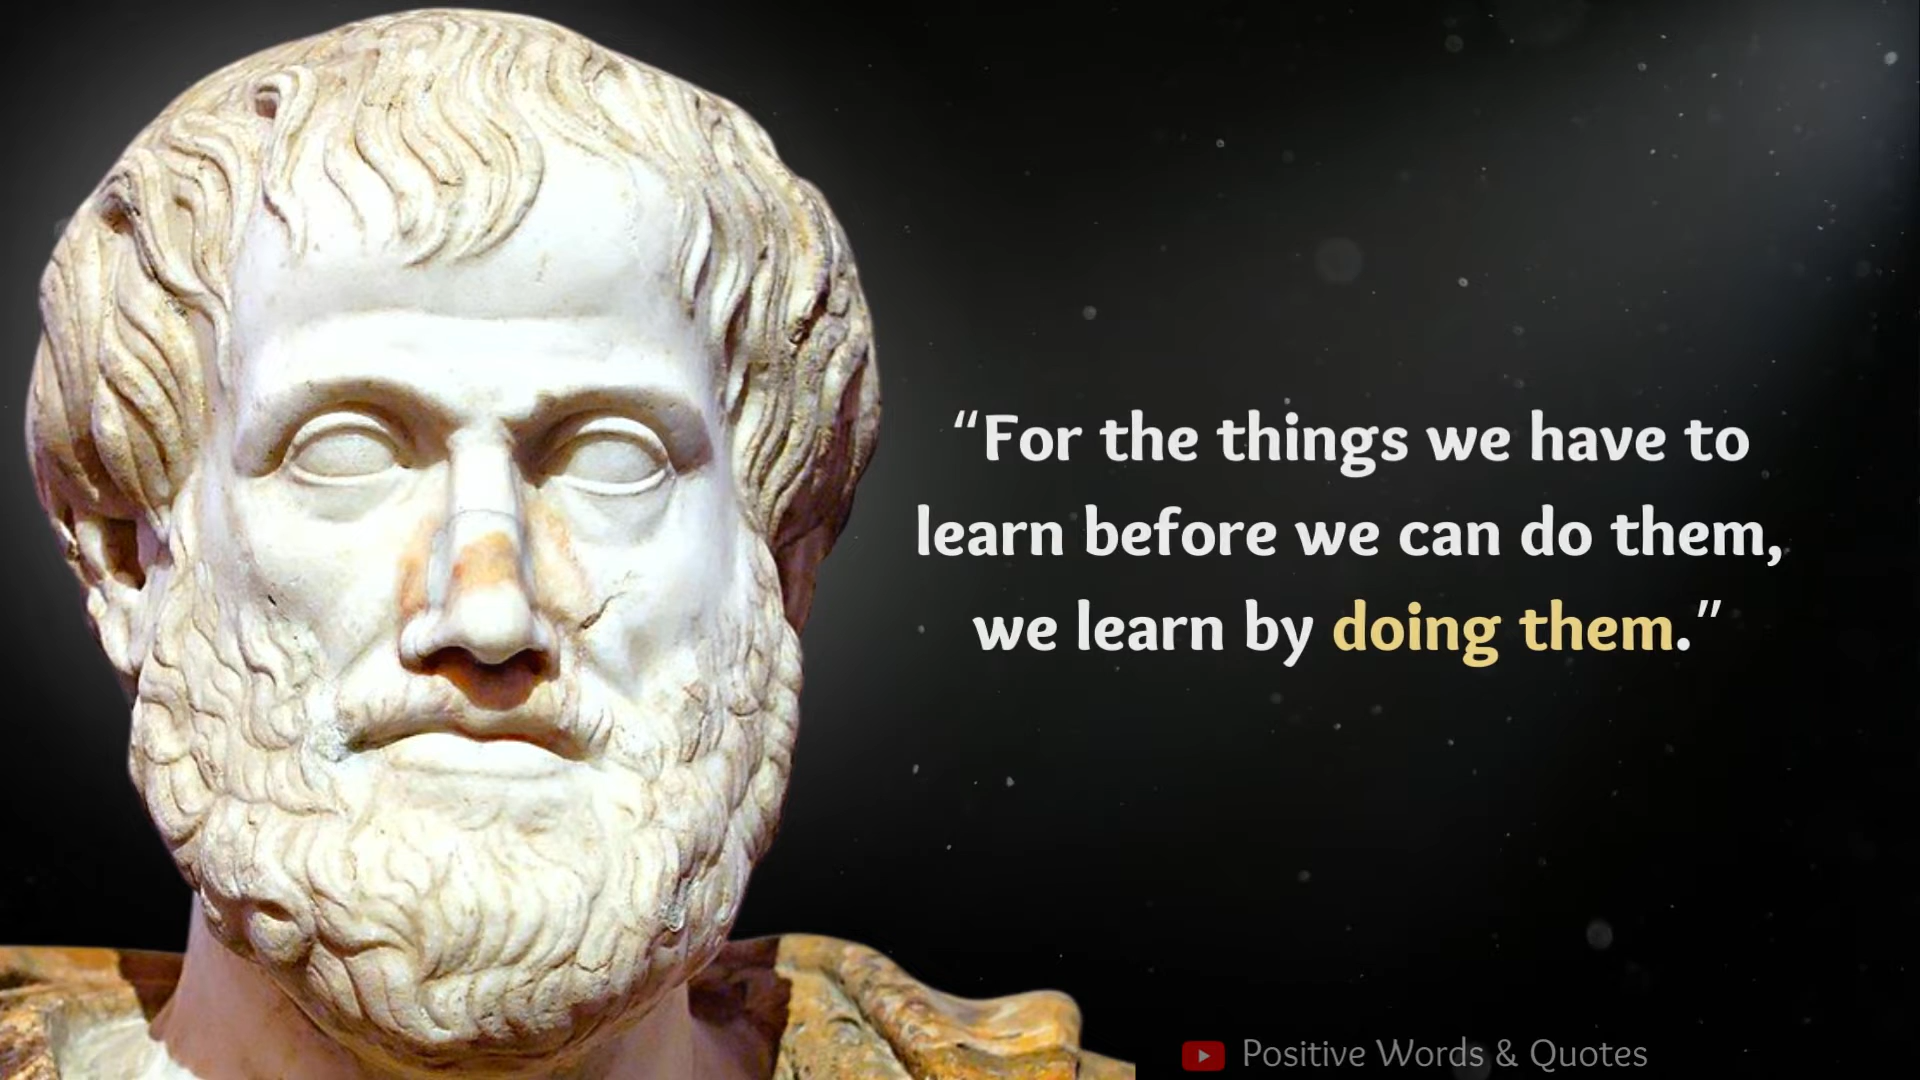 “For the things we have to
learn before we can do them,
we learn by doing them.”
Positive Words & Quotes